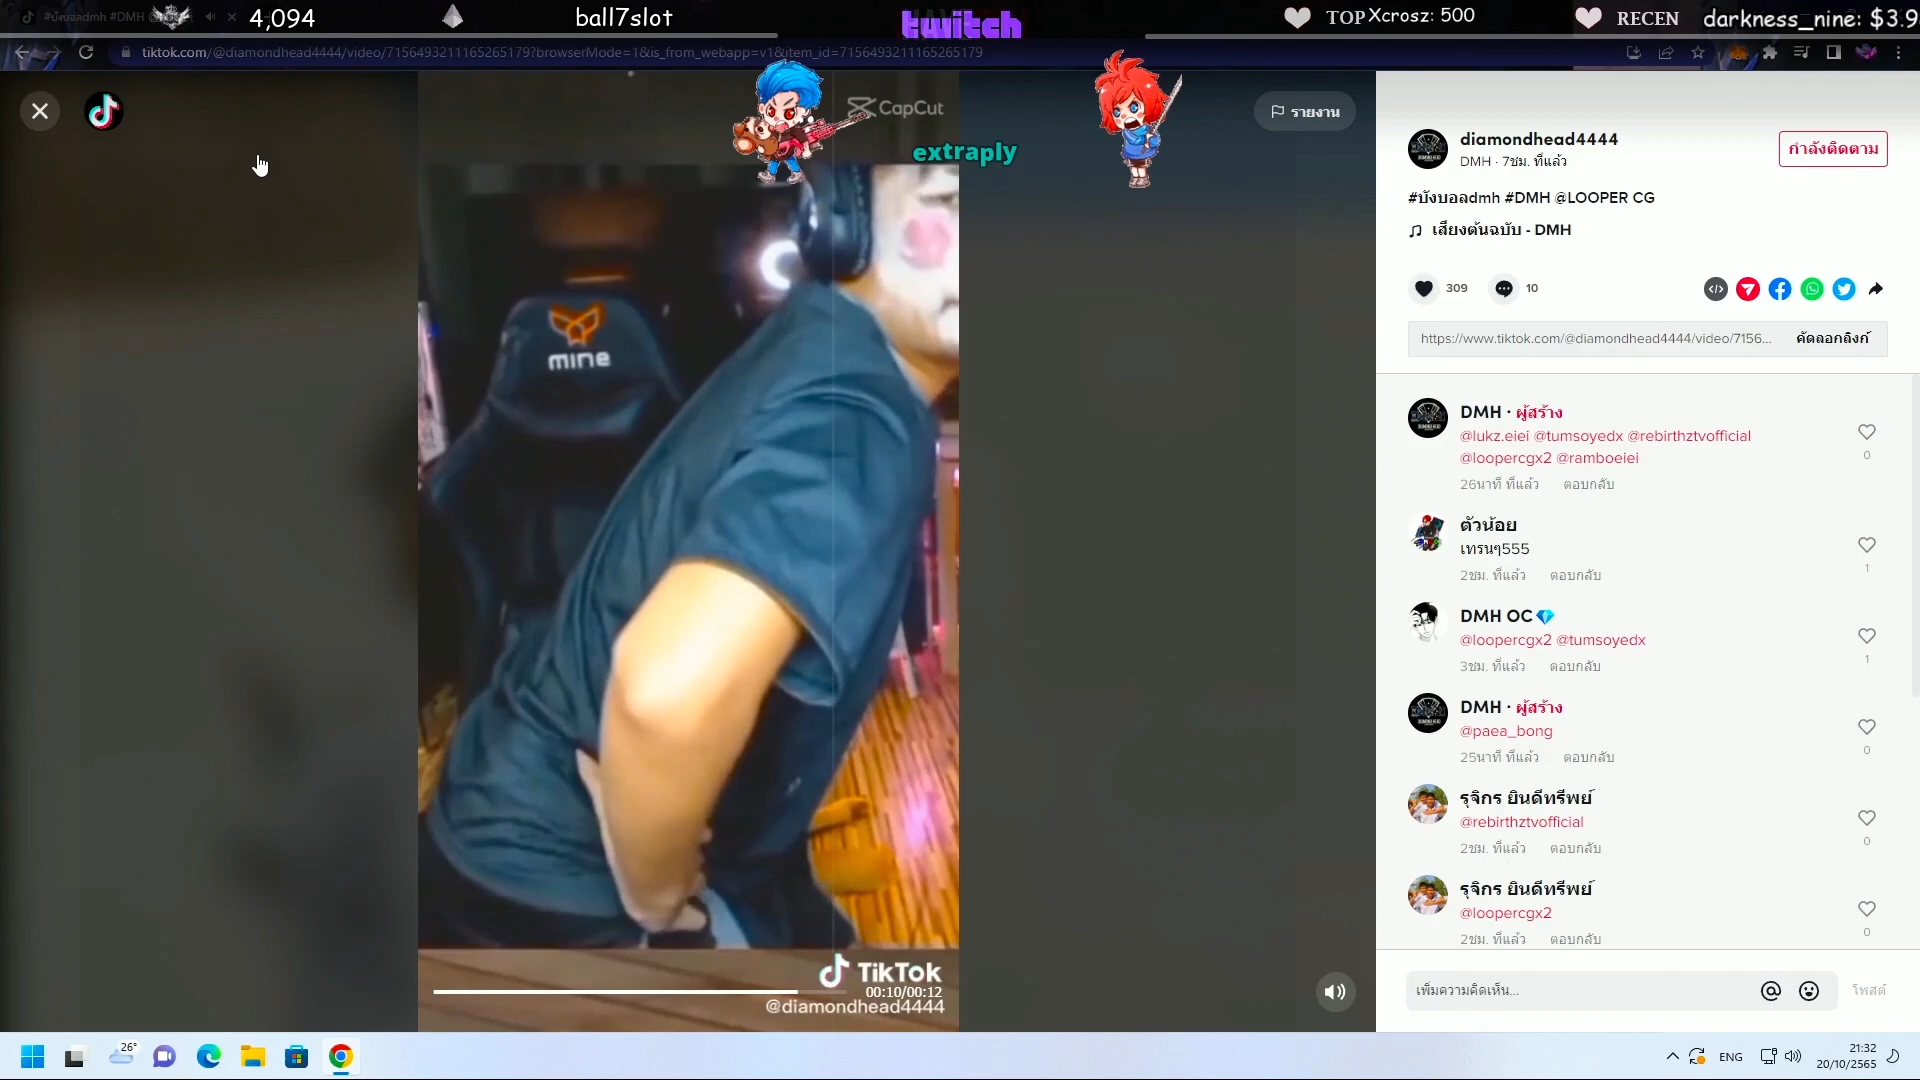 #บังบอลdmh #DMH @
4,094
ball7slot
twitch
TOP Xcrosz: 500
RECEN
darkness_nine: $3.9
tiktok.com/@diamondhead4444/video/7156493211165265179?browserMode=1&is_from_webapp=v1&item_id=7156493211165265179
CapCut
extraply
รายงาน
mine
TikTok
00:10/00:12
@diamondhead4444
diamondhead4444
DMH · 7ชม. ที่แล้ว
กำลังติดตาม
#บังบอลdmh #DMH @LOOPER CG
เสียงต้นฉบับ - DMH
309
10
https://www.tiktok.com/@diamondhead4444/video/7156...
คัดลอกลิงก์
DMH · ผู้สร้าง
@lukz.eiei @tumsoyedx @rebirthztvofficial
@loopercgx2 @ramboeiei
0
26นาที ที่แล้ว ตอบกลับ
ตัวน้อย
เทรนๆ555
1
2ชม. ที่แล้ว ตอบกลับ
DMH OC💎
@loopercgx2 @tumsoyedx
1
3ชม. ที่แล้ว ตอบกลับ
DMH · ผู้สร้าง
@paea_bong
0
25นาที ที่แล้ว ตอบกลับ
รุจิกร ยินดีทรีพย์
@rebirthztvofficial
0
2ชม. ที่แล้ว ตอบกลับ
รุจิกร ยินดีทรีพย์
@loopercgx2
0
2ชม. ที่แล้ว ตอบกลับ
เพิ่มความคิดเห็น...
โพสต์
26°
ENG
21:32
20/10/2565